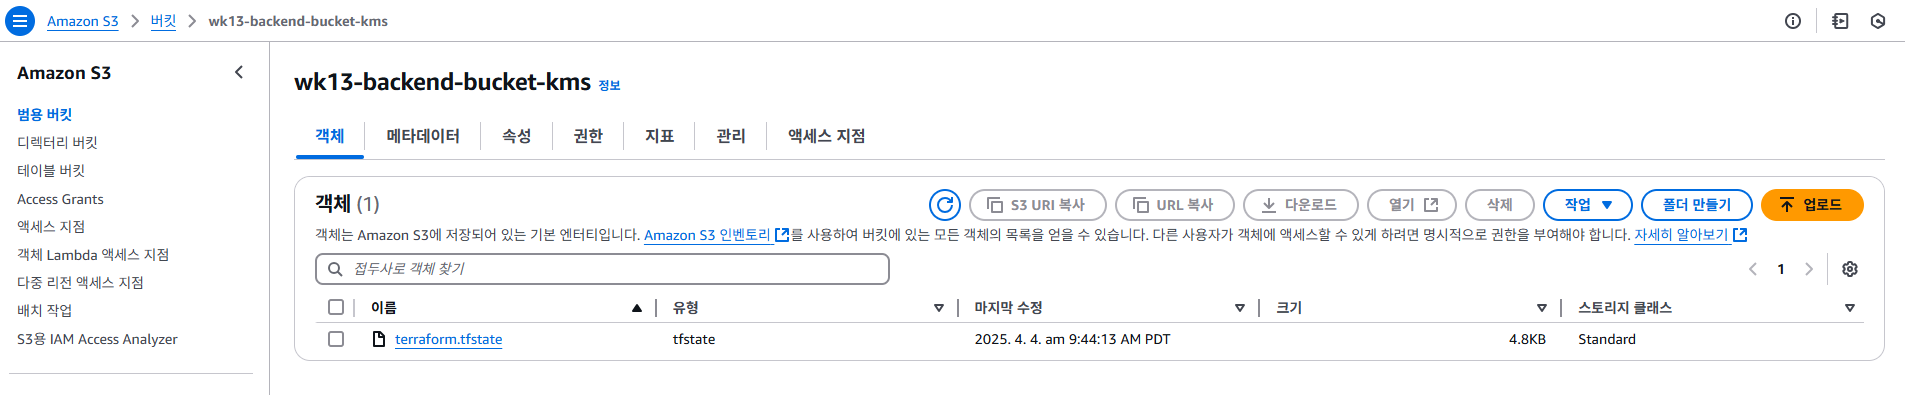 Amazon S3 > 버킷 > wk13-backend-bucket-kms
Amazon S3
범용 버킷
디렉터리 버킷
테이블 버킷
Access Grants
액세스 지점
객체 Lambda 액세스 지점
다중 리전 액세스 지점
배치 작업
S3용 IAM Access Analyzer
wk13-backend-bucket-kms 정보
객체 메타데이터 속성 권한 지표 관리 액세스 지점
객체 (1) S3 URI 복사 URL 복사 다운로드 열기 삭제 작업 폴더 만들기 업로드
객체는 Amazon S3에 저장되어 있는 기본 엔터티입니다. Amazon S3 인벤토리를 사용하여 버킷에 있는 모든 객체의 목록을 얻을 수 있습니다. 다른 사용자가 객체에 액세스할 수 있게 하려면 명시적으로 권한을 부여해야 합니다. 자세히 알아보기
접두사로 객체 찾기 1
이름 유형 마지막 수정 크기 스토리지 클래스
terraform.tfstate tfstate 2025. 4. 4. am 9:44:13 AM PDT 4.8KB Standard